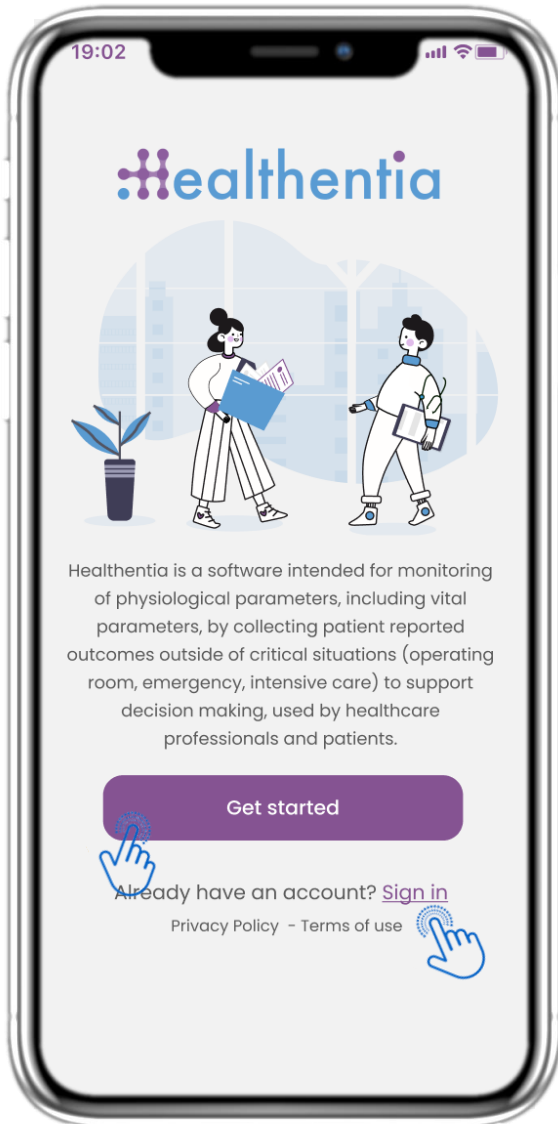 19:02
Healthentia
Healthentia is a software intended for monitoring
of physiological parameters, including vital
parameters, by collecting patient reported
outcomes outside of critical situations (operating
room, emergency, intensive care) to support
decision making, used by healthcare
professionals and patients.
Get started
Already have an account? Sign in
Privacy Policy - Terms of use